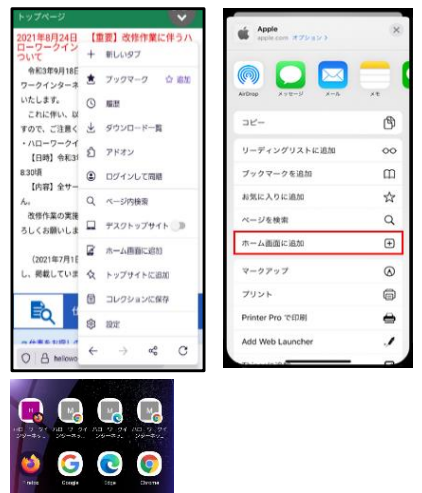 トップページ
2021年8月24日 【重要】改修作業に伴うハ
ローワークイン
ついて
令和3年9月18日
ワークインターネ
いたします。
これに伴い、以
すので、ご注意く
・ハローワークイ
【日時】令和3年
8:30頃
【内容】全サー
ん。
改修作業の実施
ろしくお願いしま
(2021年7月1日
し、掲載していま
新しいタブ
ブックマーク ☆ 追加
履歴
ダウンロード一覧
アドオン
ログインして同期
ページ内検索
デスクトップサイト
ホーム画面に追加
トップサイトに追加
コレクションに保存
設定
hellowo
Apple
apple.com オプション >
AirDrop メッセージ メール メモ
コピー
リーディングリストに追加
ブックマークを追加
お気に入りに追加
ページを検索
ホーム画面に追加
マークアップ
プリント
Printer Pro で印刷
Add Web Launcher
H M M M
Firefox Google Edge Chrome